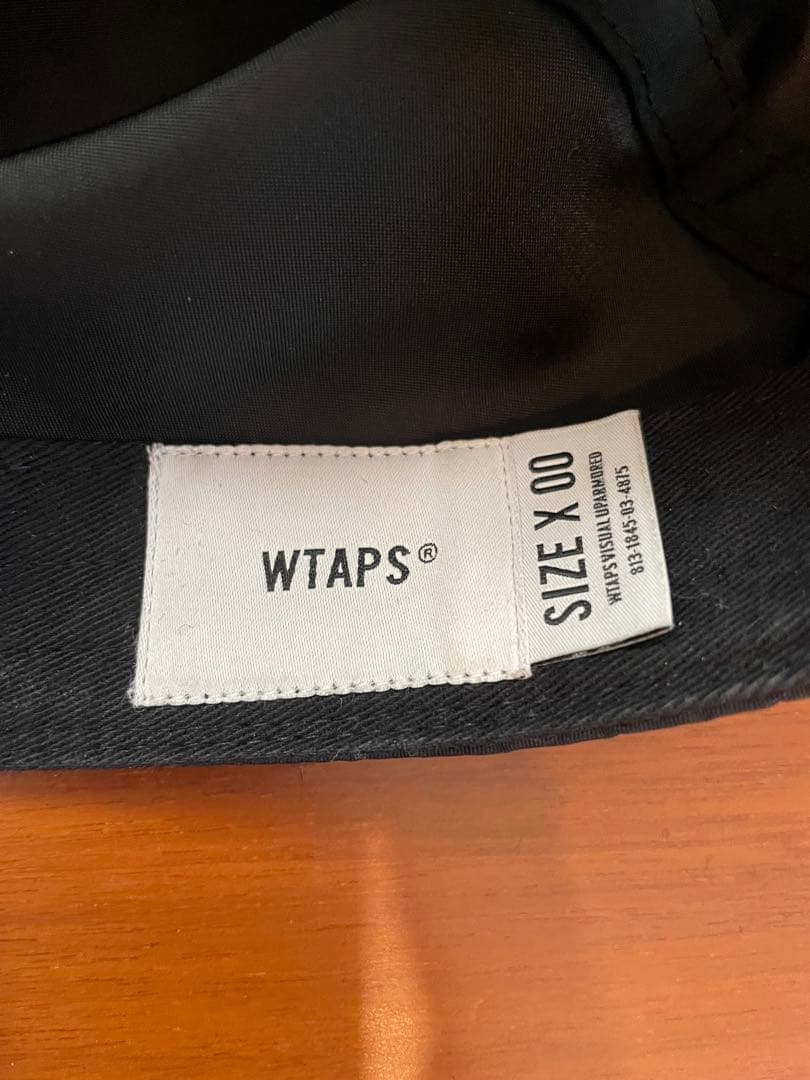 WTAPS®
SIZE X 00
WTAPS VISUAL UPARMORED
813-1845-03-4875